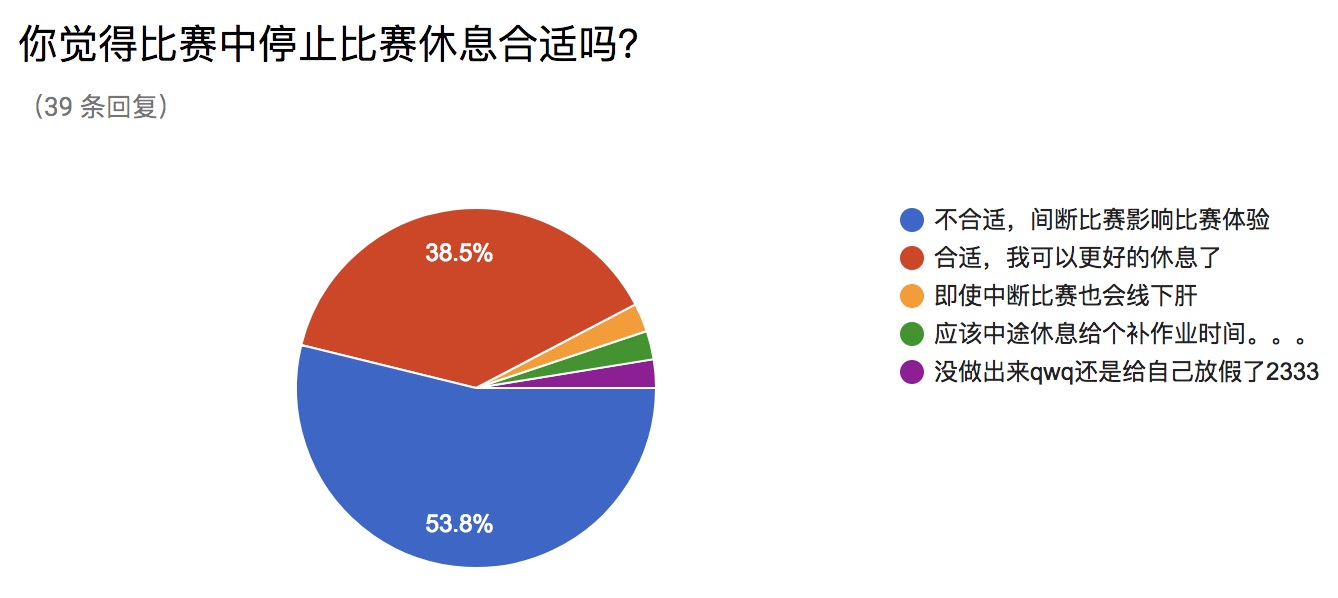 你觉得比赛中停止比赛休息合适吗?
（39 条回复）
38.5%
53.8%
不合适，间断比赛影响比赛体验
合适，我可以更好的休息了
即使中断比赛也会线下肝
应该中途休息给个补作业时间。。。
没做出来qwq还是给自己放假了2333